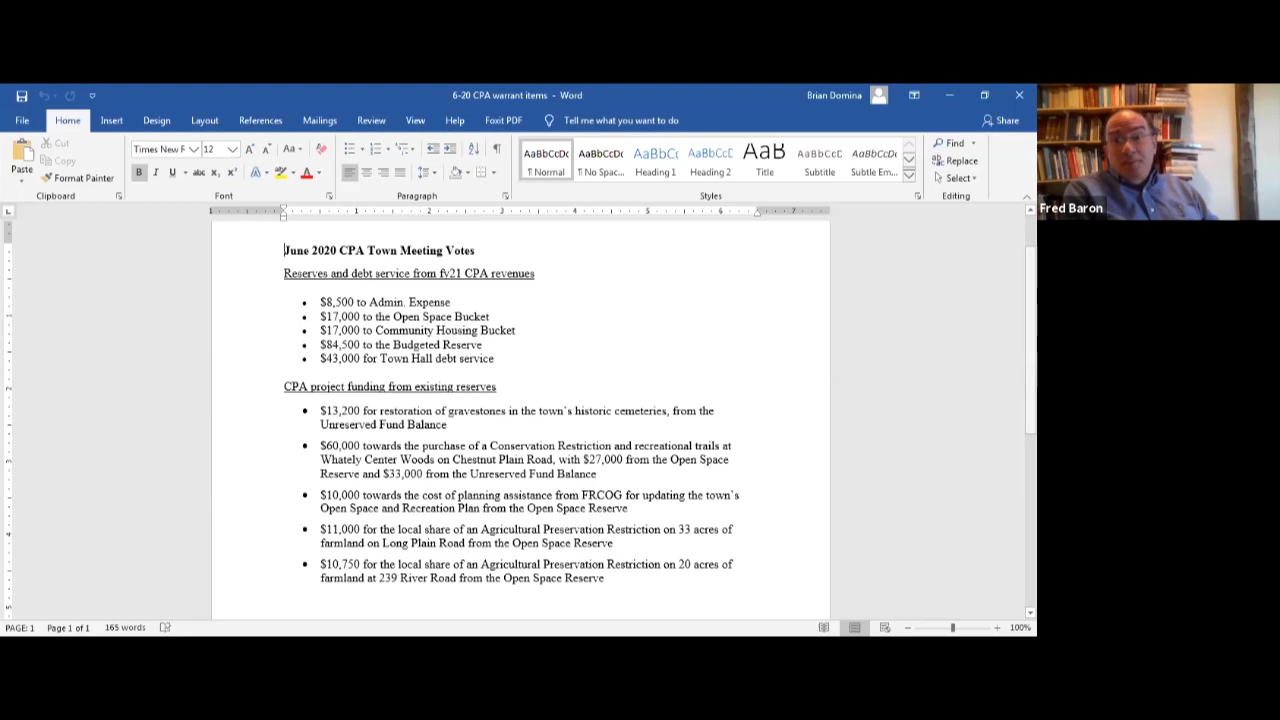 6-20 CPA warrant items - Word
Brian Domina
File Home Insert Design Layout References Mailings Review View Help Foxit PDF Tell me what you want to do Share
Paste
Cut
Copy
Format Painter
Clipboard
Times New F 12
Font
Paragraph
AaBbCcDc AaBbCcDc AaBbC( AaBbCcE AaB AaBbCcC AaBbCcDc
¶ Normal ¶ No Spac... Heading 1 Heading 2 Title Subtitle Subtle Em...
Styles
Find
Replace
Select
Editing
Fred Baron
June 2020 CPA Town Meeting Votes
Reserves and debt service from fy21 CPA revenues
• $8,500 to Admin. Expense
• $17,000 to the Open Space Bucket
• $17,000 to Community Housing Bucket
• $84,500 to the Budgeted Reserve
• $43,000 for Town Hall debt service
CPA project funding from existing reserves
• $13,200 for restoration of gravestones in the town's historic cemeteries, from the
Unreserved Fund Balance
• $60,000 towards the purchase of a Conservation Restriction and recreational trails at
Whately Center Woods on Chestnut Plain Road, with $27,000 from the Open Space
Reserve and $33,000 from the Unreserved Fund Balance
• $10,000 towards the cost of planning assistance from FRCOG for updating the town's
Open Space and Recreation Plan from the Open Space Reserve
• $11,000 for the local share of an Agricultural Preservation Restriction on 33 acres of
farmland on Long Plain Road from the Open Space Reserve
• $10,750 for the local share of an Agricultural Preservation Restriction on 20 acres of
farmland at 239 River Road from the Open Space Reserve
PAGE: 1 Page 1 of 1 165 words 100%